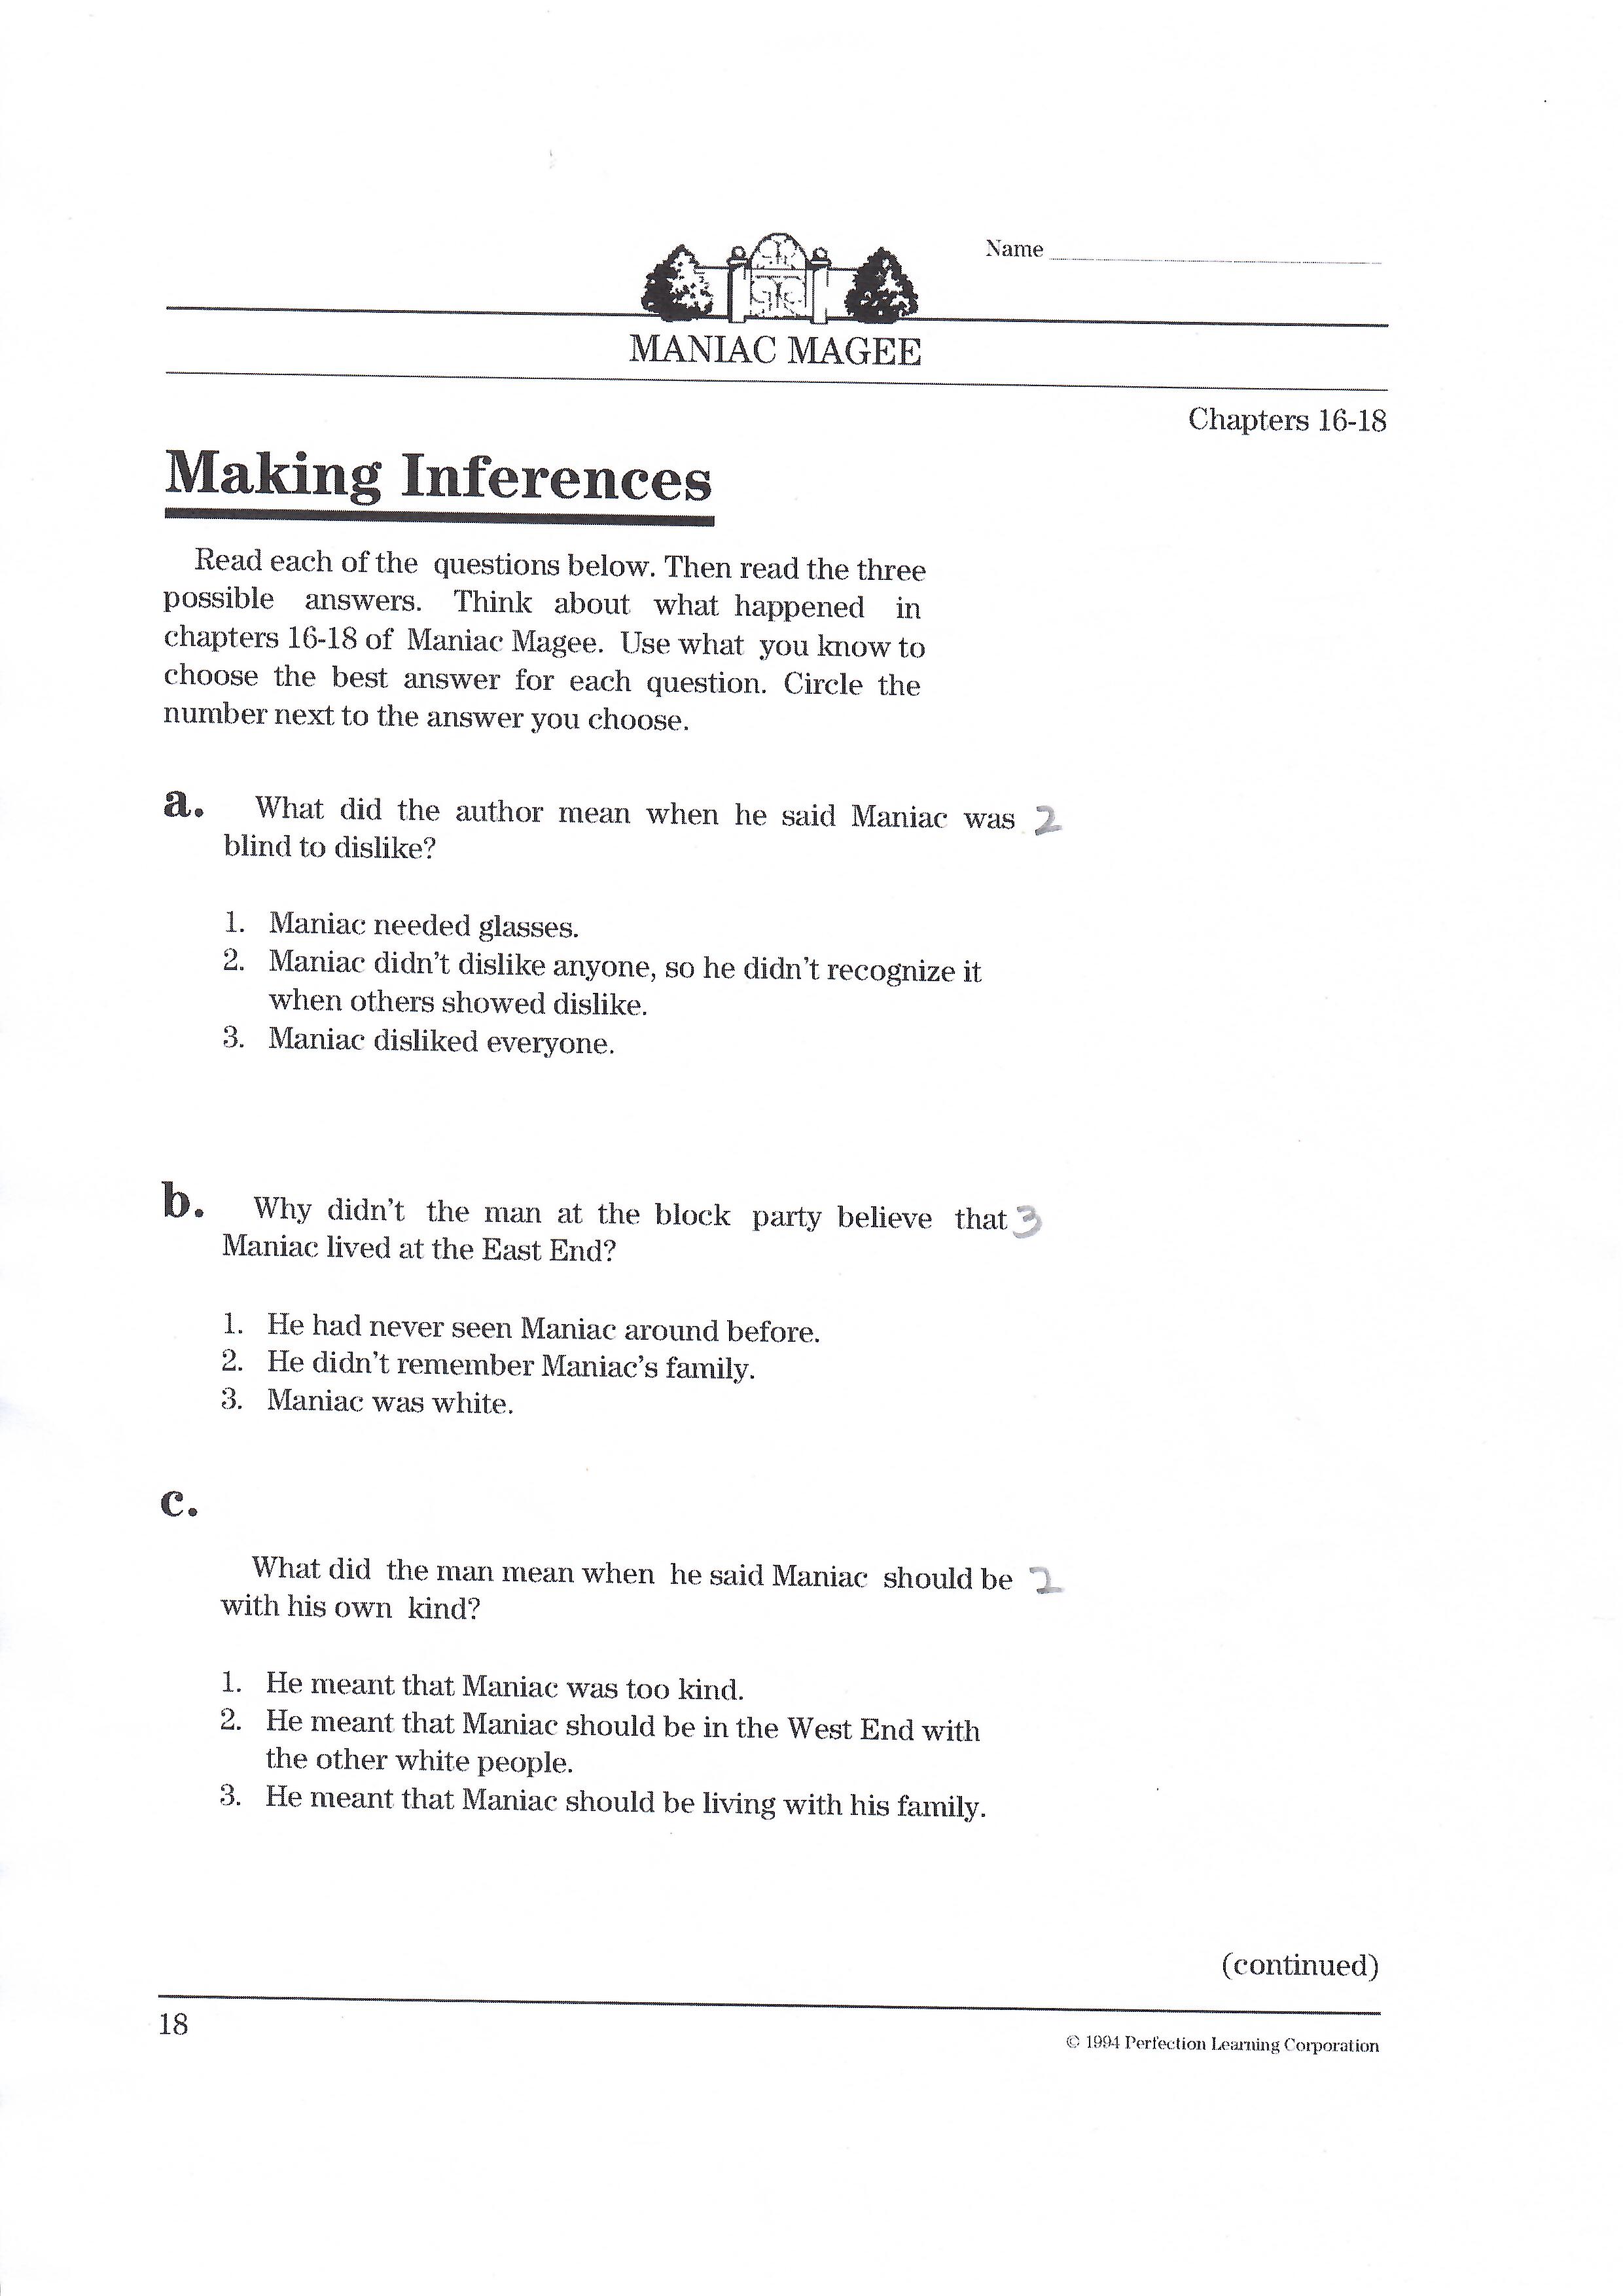 Name
MANIAC MAGEE
Chapters 16-18
Making Inferences
Read each of the questions below. Then read the three
possible answers. Think about what happened in
chapters 16-18 of Maniac Magee. Use what you know to
choose the best answer for each question. Circle the
number next to the answer you choose.
a. What did the author mean when he said Maniac was 2
blind to dislike?
1. Maniac needed glasses.
2. Maniac didn't dislike anyone, so he didn't recognize it
when others showed dislike.
3. Maniac disliked everyone.
b. Why didn't the man at the block party believe that 3
Maniac lived at the East End?
1. He had never seen Maniac around before.
2. He didn't remember Maniac's family.
3. Maniac was white.
c.
What did the man mean when he said Maniac should be 2
with his own kind?
1. He meant that Maniac was too kind.
2. He meant that Maniac should be in the West End with
the other white people.
3. He meant that Maniac should be living with his family.
(continued)
18
© 1994 Perfection Learning Corporation